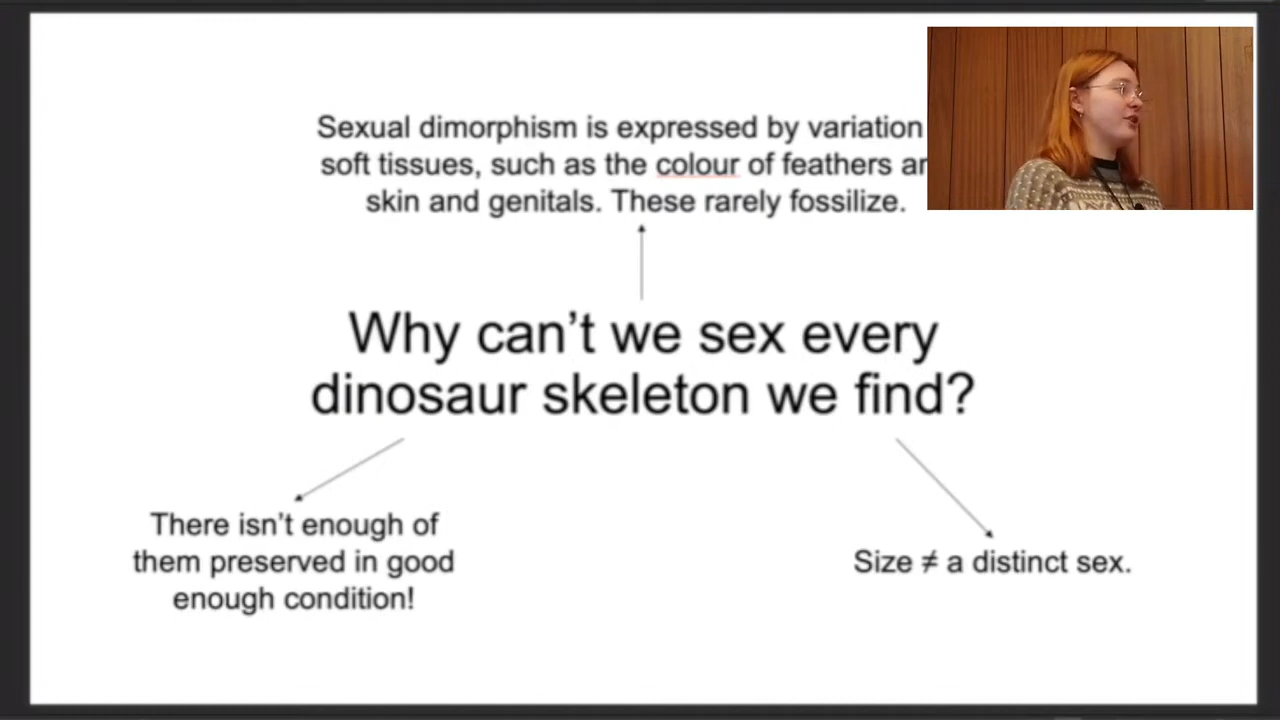 Sexual dimorphism is expressed by variation
soft tissues, such as the colour of feathers
skin and genitals. These rarely fossilize.
Why can’t we sex every
dinosaur skeleton we find?
There isn’t enough of
them preserved in good
enough condition!
Size ≠ a distinct sex.